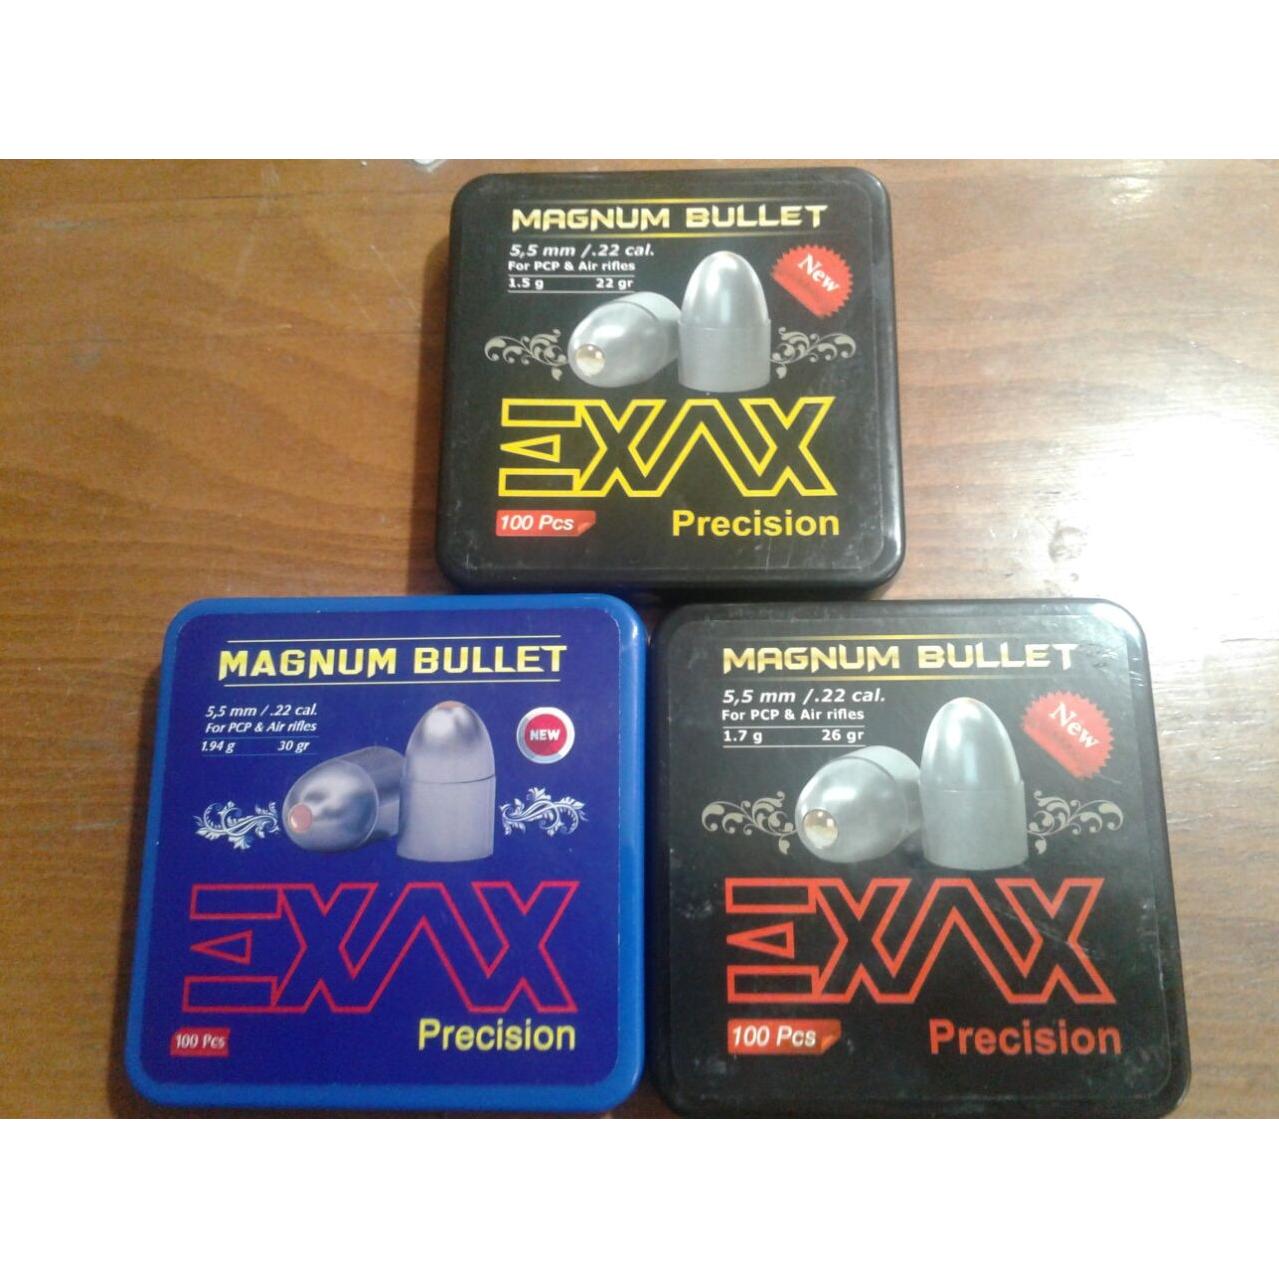 MAGNUM BULLET
5,5 mm /.22 cal.
For PCP & Air rifles
1.5 g 22 gr
New
EXAX
100 Pcs
Precision
MAGNUM BULLET
5,5 mm /.22 cal.
For PCP & Air rifles
1.94 g 30 gr
NEW
EXAX
100 Pcs
Precision
MAGNUM BULLET
5,5 mm /.22 cal.
For PCP & Air rifles
1.7 g 26 gr
New
EXAX
100 Pcs
Precision